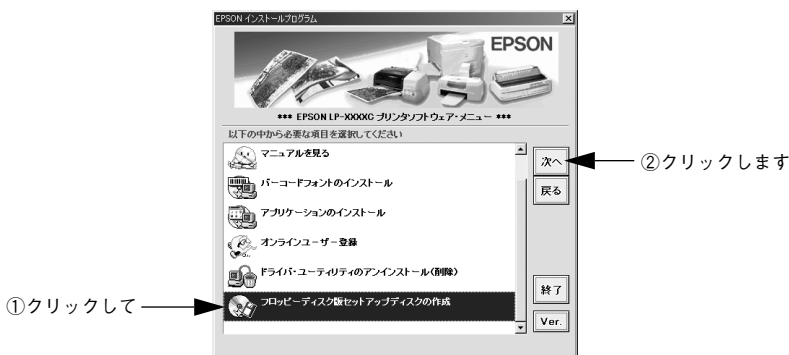 EPSON インストールプログラム
EPSON
*** EPSON LP-XXXXC プリンタソフトウェア・メニュー ***
以下の中から必要な項目を選択してください
マニュアルを見る
バーコードフォントのインストール
アプリケーションのインストール
オンラインユーザー登録
ドライバ・ユーティリティのアンインストール(削除)
フロッピーディスク版セットアップディスクの作成
次へ
戻る
終了
Ver.
①クリックして
②クリックします